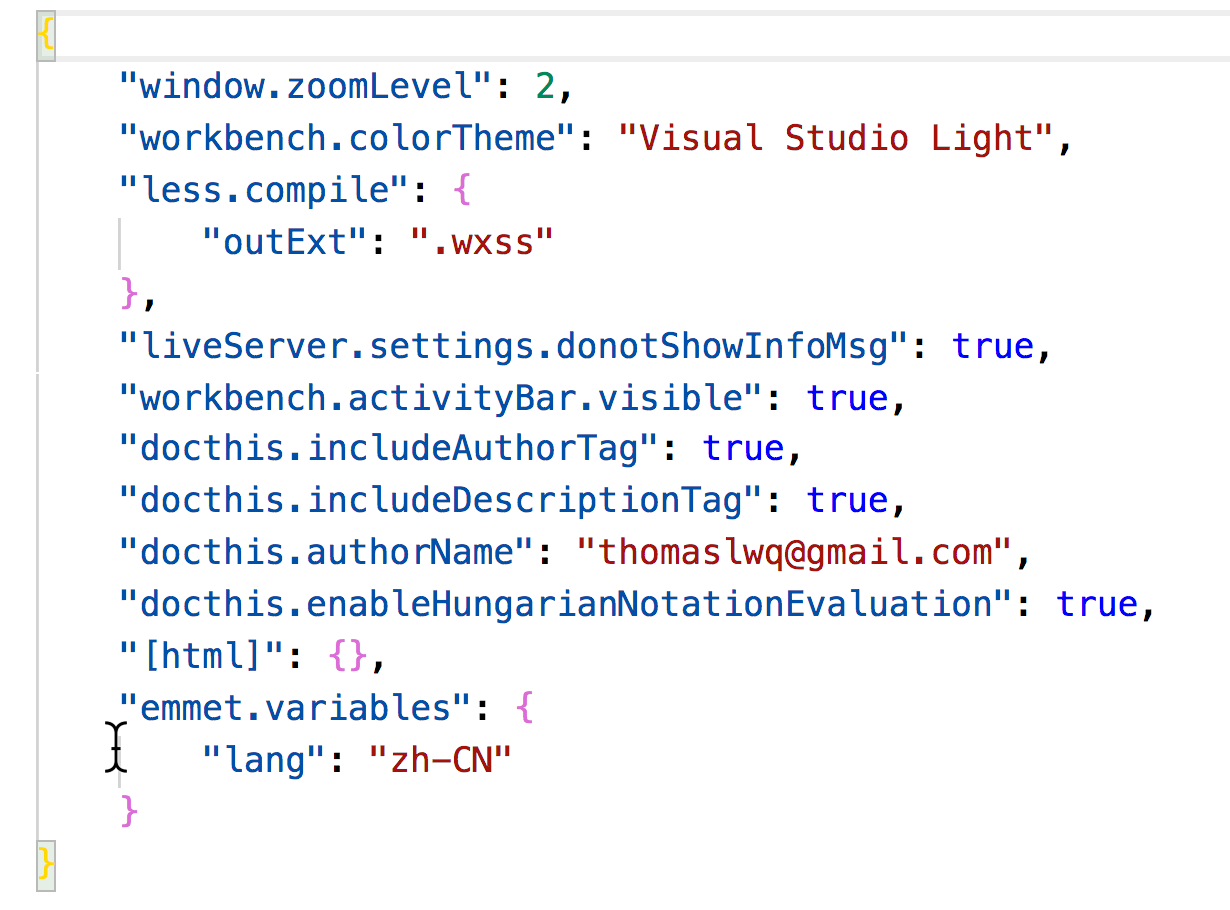 {
    "window.zoomLevel": 2,
    "workbench.colorTheme": "Visual Studio Light",
    "less.compile": {
        "outExt": ".wxss"
    },
    "liveServer.settings.donotShowInfoMsg": true,
    "workbench.activityBar.visible": true,
    "docthis.includeAuthorTag": true,
    "docthis.includeDescriptionTag": true,
    "docthis.authorName": "thomaslwq@gmail.com",
    "docthis.enableHungarianNotationEvaluation": true,
    "[html]": {},
    "emmet.variables": {
        "lang": "zh-CN"
    }
}